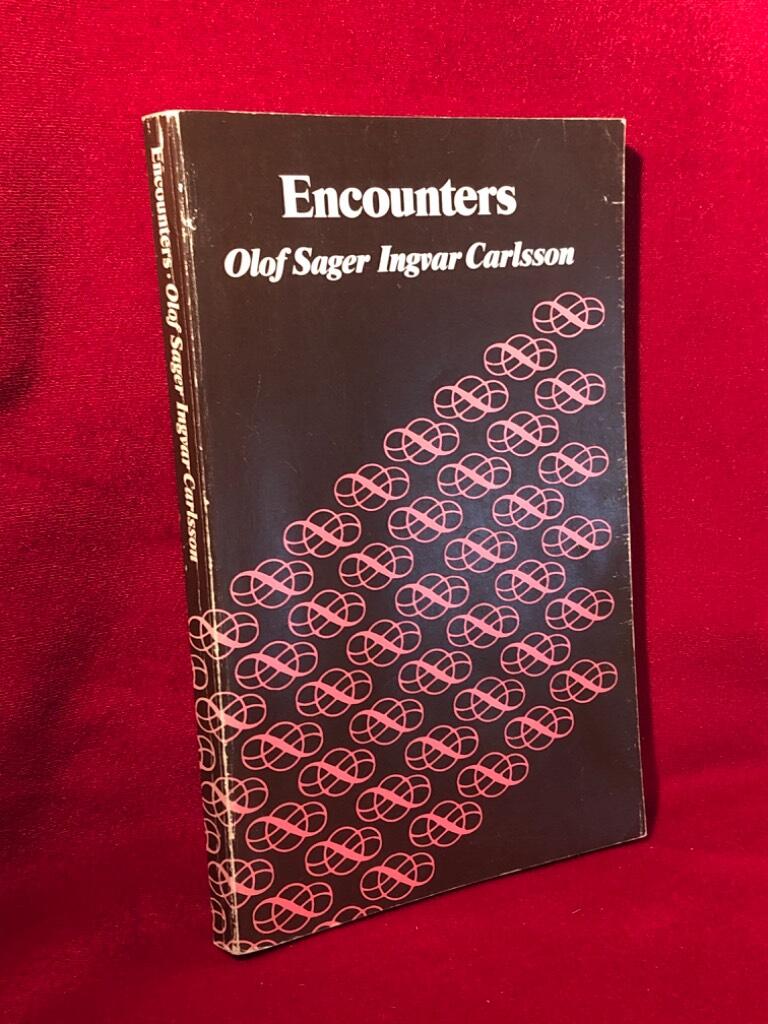 Encounters
Olof Sager Ingvar Carlsson
Encounters · Olof Sager Ingvar Carlsson